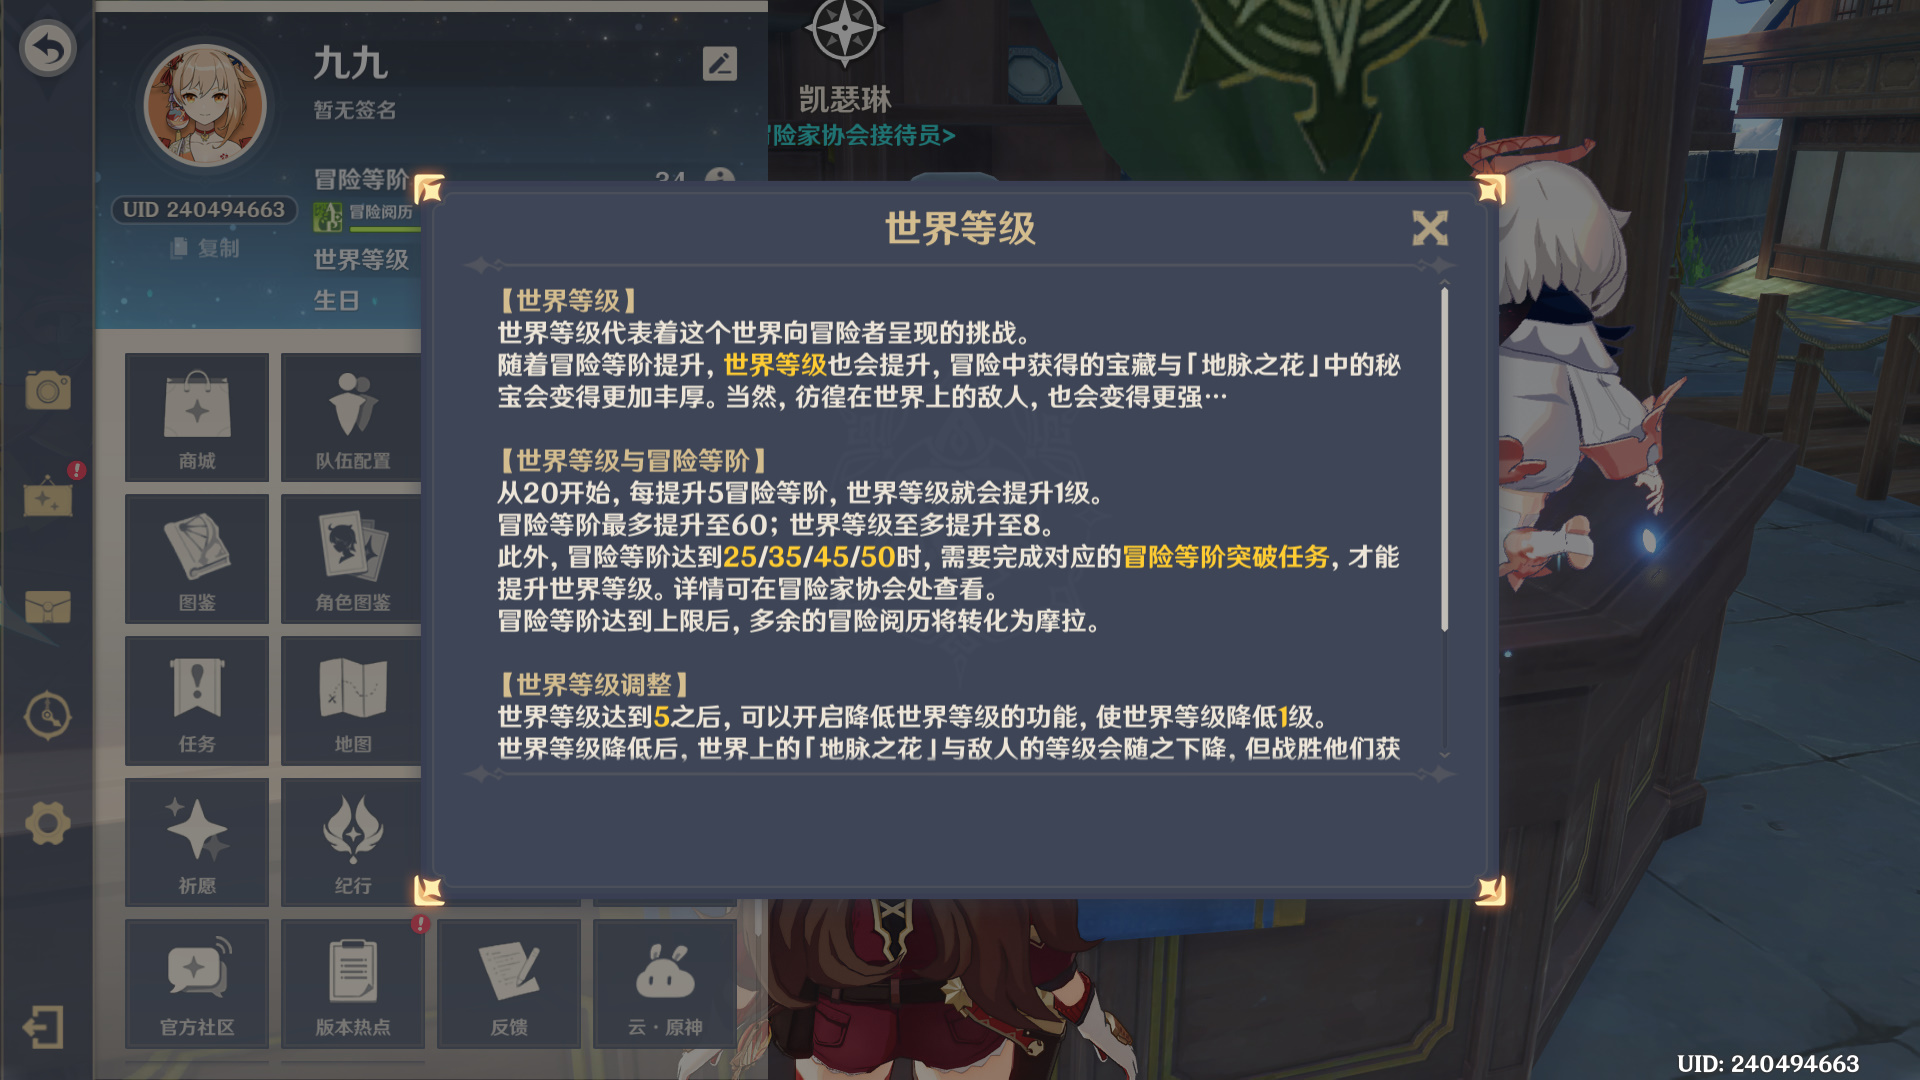 九九
暂无签名
UID 240494663
复制
冒险等阶
冒险阅历
世界等级
生日
凯瑟琳
冒险家协会接待员>
世界等级
【世界等级】
世界等级代表着这个世界向冒险者呈现的挑战。
随着冒险等阶提升，世界等级也会提升，冒险中获得的宝藏与「地脉之花」中的秘
宝会变得更加丰厚。当然，彷徨在世界上的敌人，也会变得更强…
【世界等级与冒险等阶】
从20开始，每提升5冒险等阶，世界等级就会提升1级。
冒险等阶最多提升至60；世界等级至多提升至8。
此外，冒险等阶达到25/35/45/50时，需要完成对应的冒险等阶突破任务，才能
提升世界等级。详情可在冒险家协会处查看。
冒险等阶达到上限后，多余的冒险阅历将转化为摩拉。
【世界等级调整】
世界等级达到5之后，可以开启降低世界等级的功能，使世界等级降低1级。
世界等级降低后，世界上的「地脉之花」与敌人的等级会随之下降，但战胜他们获
商城
队伍配置
图鉴
角色图鉴
任务
地图
祈愿
纪行
官方社区
版本热点
反馈
云·原神
UID: 240494663